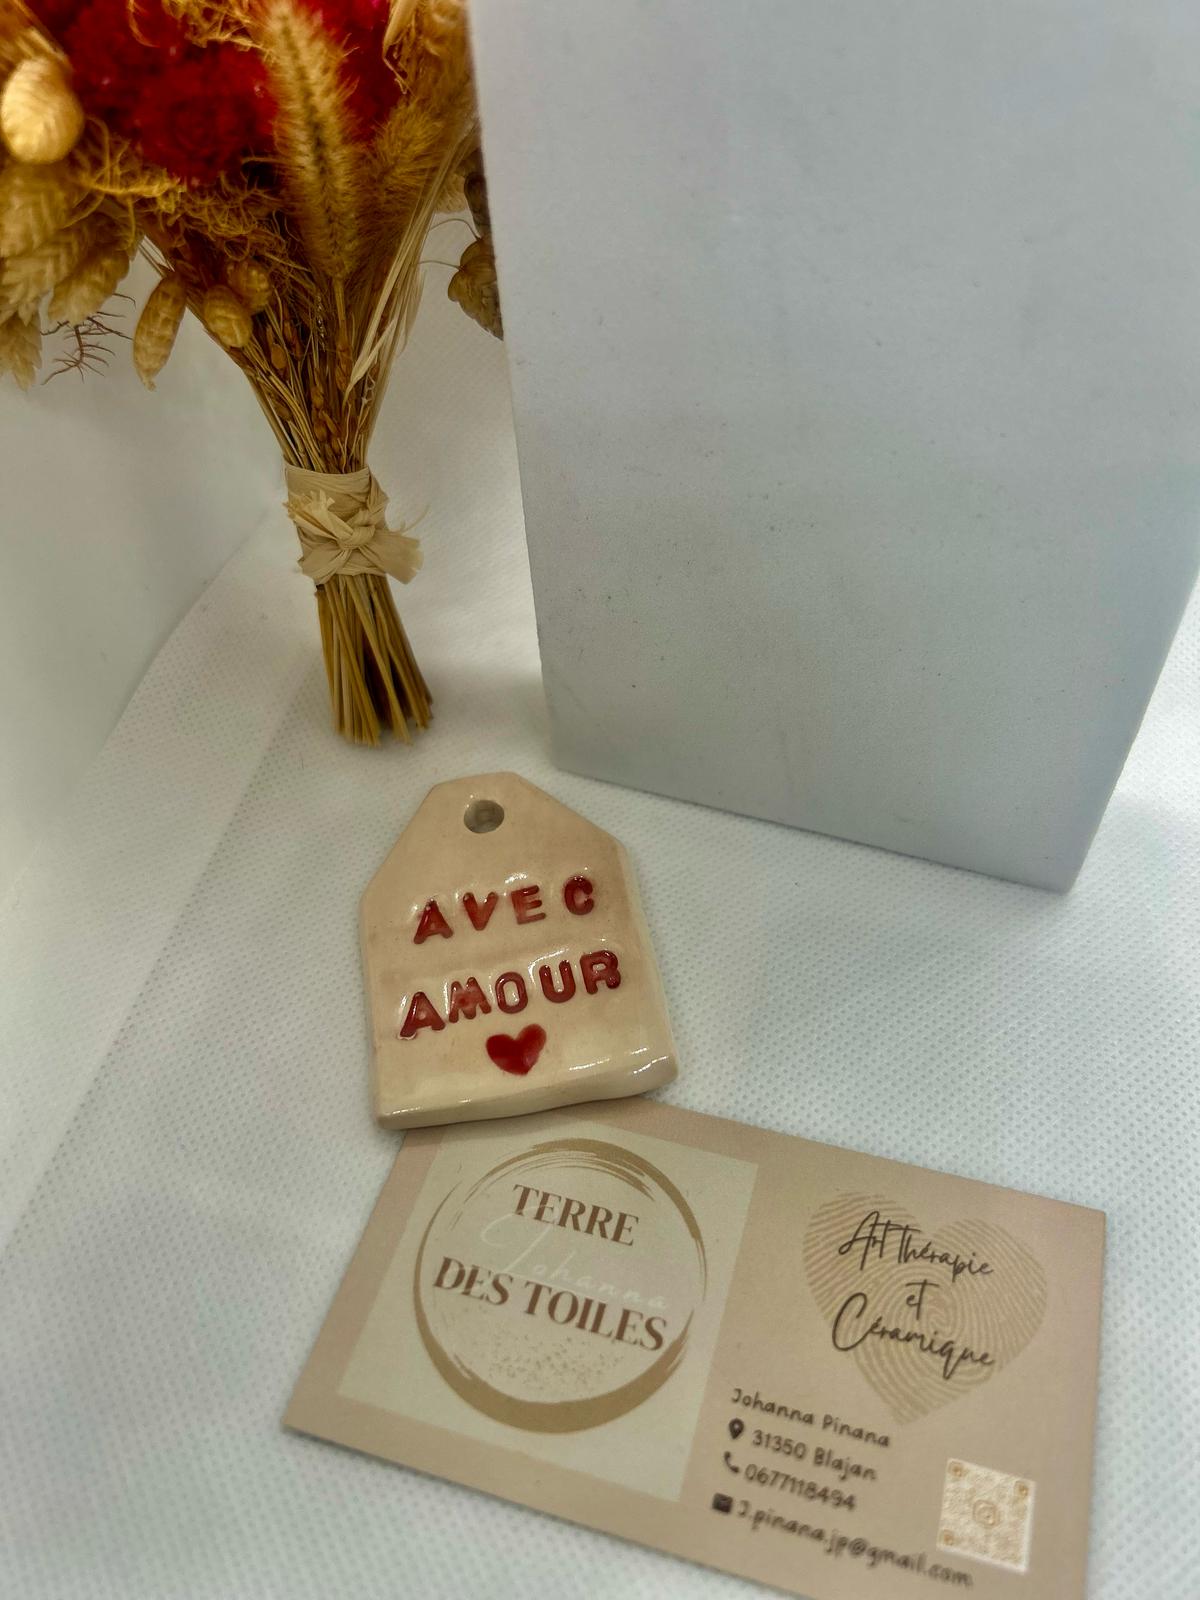 AVEC
AMOUR
TERRE
Johanna
DES TOILES
Art thérapie
et
Céramique
Johanna Pinana
31350 Blajan
0677118494
J.pinana.jp@gmail.com